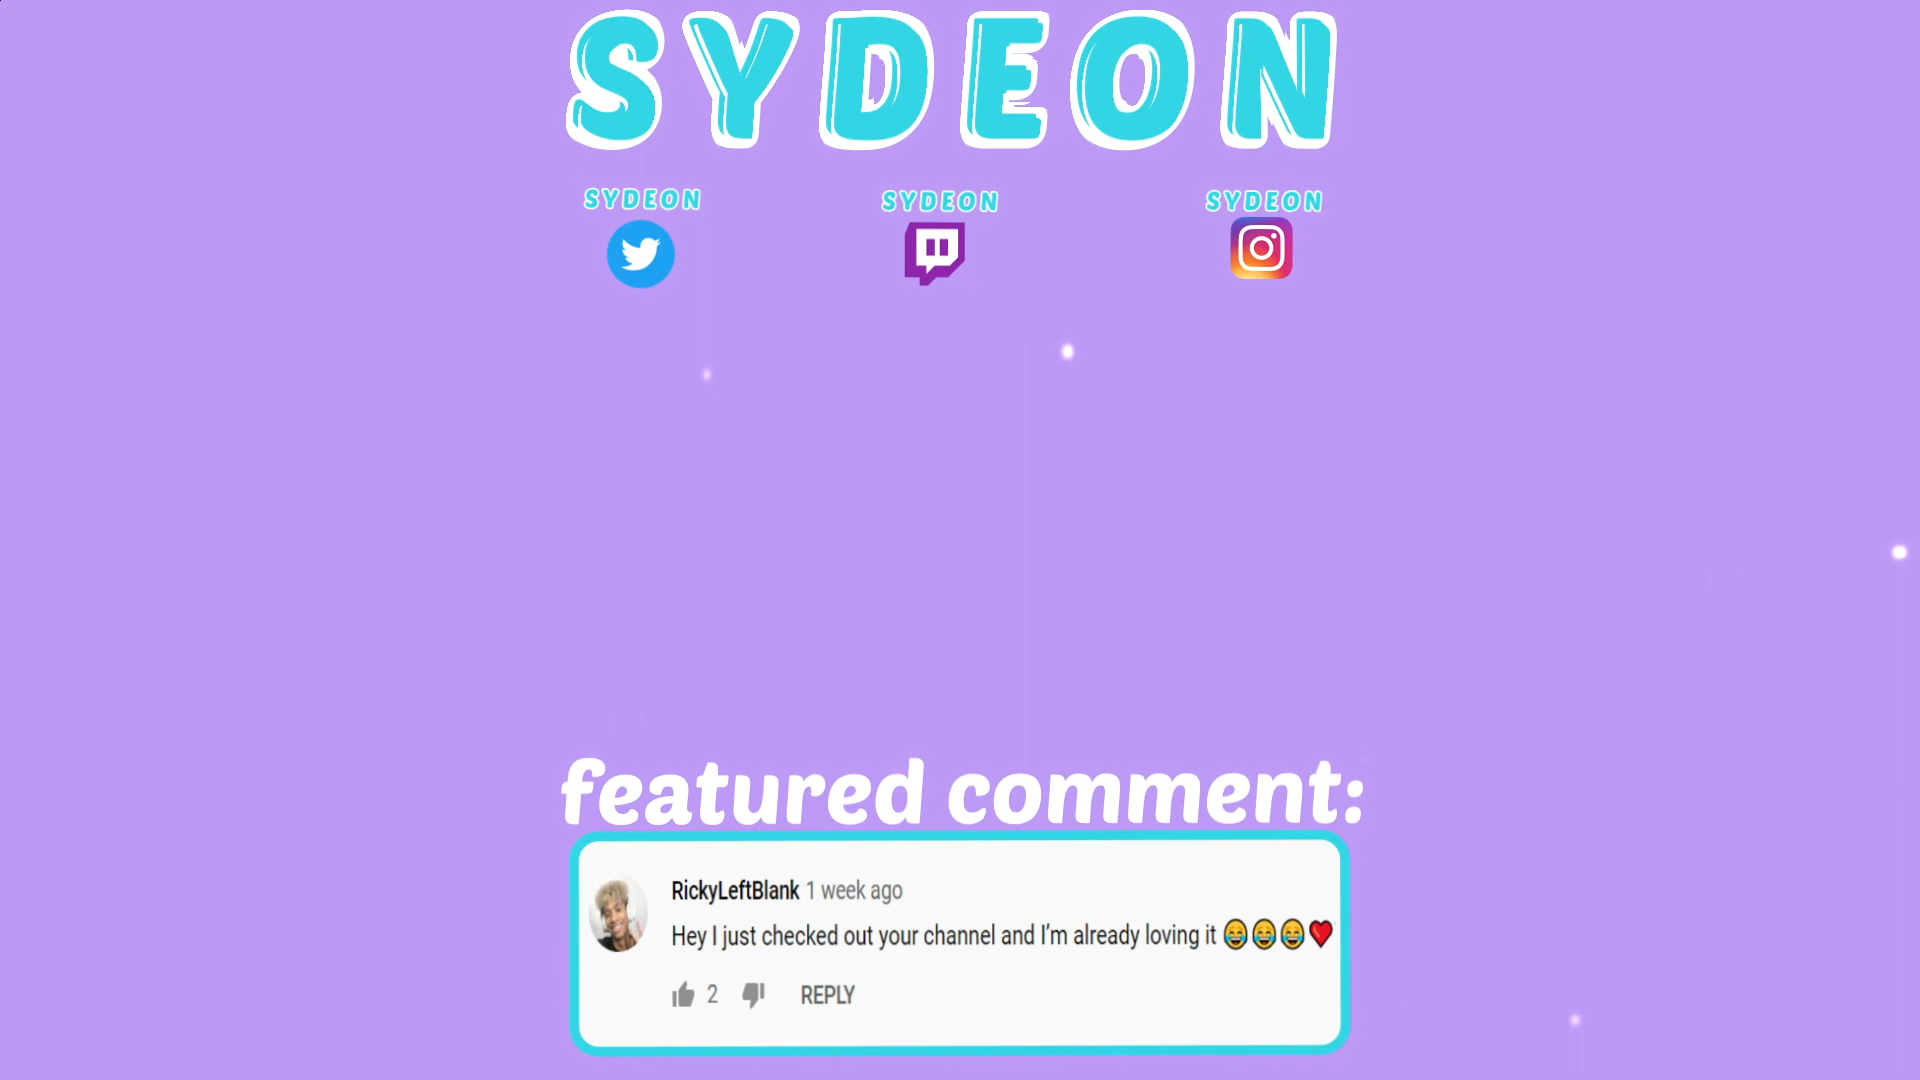 SYDEON
SYDEON SYDEON SYDEON
featured comment:
RickyLeftBlank 1 week ago
Hey I just checked out your channel and I'm already loving it 😂😂😂❤️
2 REPLY